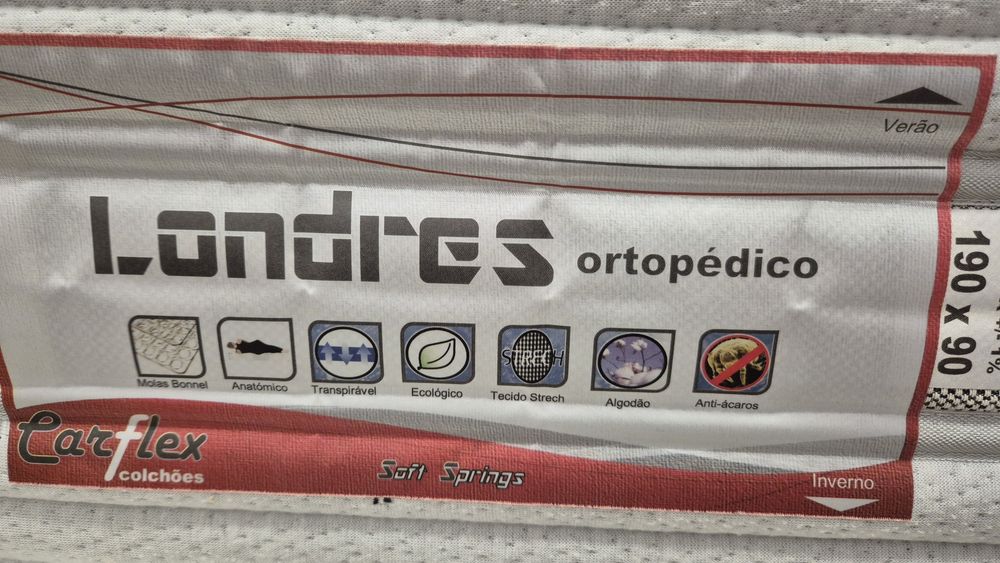 Verão
Londres ortopédico
190 x 90
Molas Bonnel
Anatómico
Transpirável
Ecológico
STRECH
Tecido Strech
Algodão
Anti-ácaros
Carflex
colchões
Soft Springs
Inverno